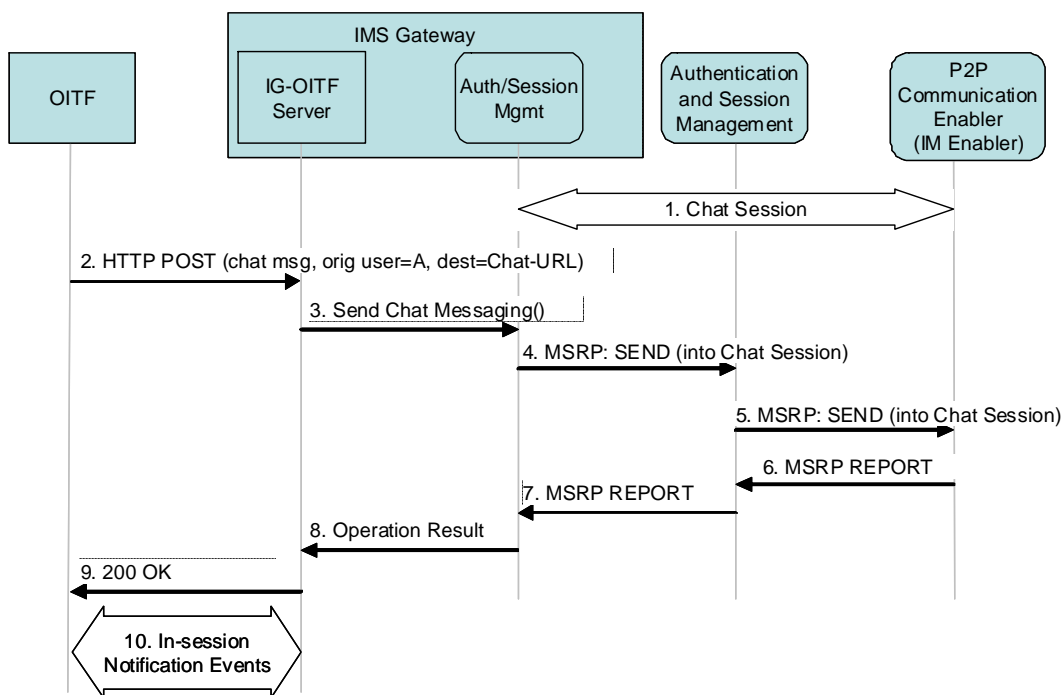 IMS Gateway
OITF
IG-OITF
Server
Auth/Session
Mgmt
Authentication
and Session
Management
P2P
Communication
Enabler
(IM Enabler)
1. Chat Session
2. HTTP POST (chat msg, orig user=A, dest=Chat-URL)
3. Send Chat Messaging()
4. MSRP: SEND (into Chat Session)
5. MSRP: SEND (into Chat Session)
6. MSRP REPORT
7. MSRP REPORT
8. Operation Result
9. 200 OK
10. In-session
Notification Events